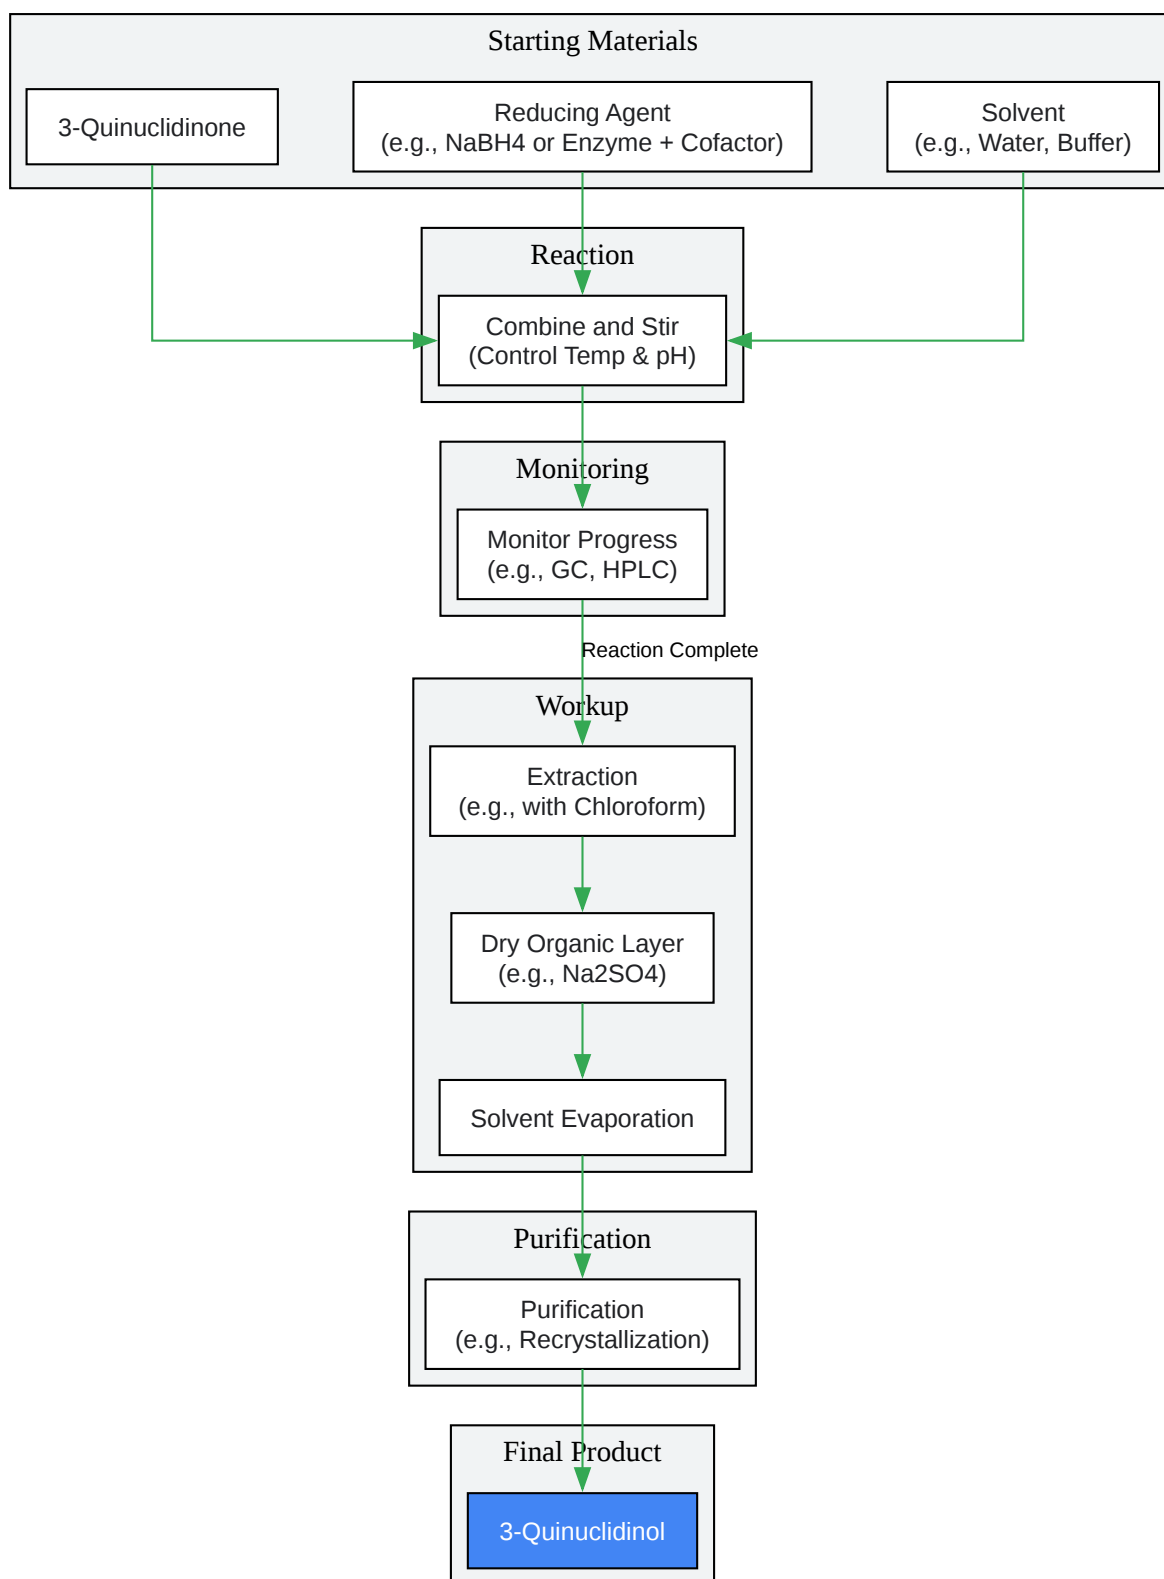 Starting Materials
3-Quinuclidinone
Reducing Agent
(e.g., NaBH4 or Enzyme + Cofactor)
Solvent
(e.g., Water, Buffer)
Reaction
Combine and Stir
(Control Temp & pH)
Monitoring
Monitor Progress
(e.g., GC, HPLC)
Reaction Complete
Workup
Extraction
(e.g., with Chloroform)
Dry Organic Layer
(e.g., Na2SO4)
Solvent Evaporation
Purification
Purification
(e.g., Recrystallization)
Final Product
3-Quinuclidinol